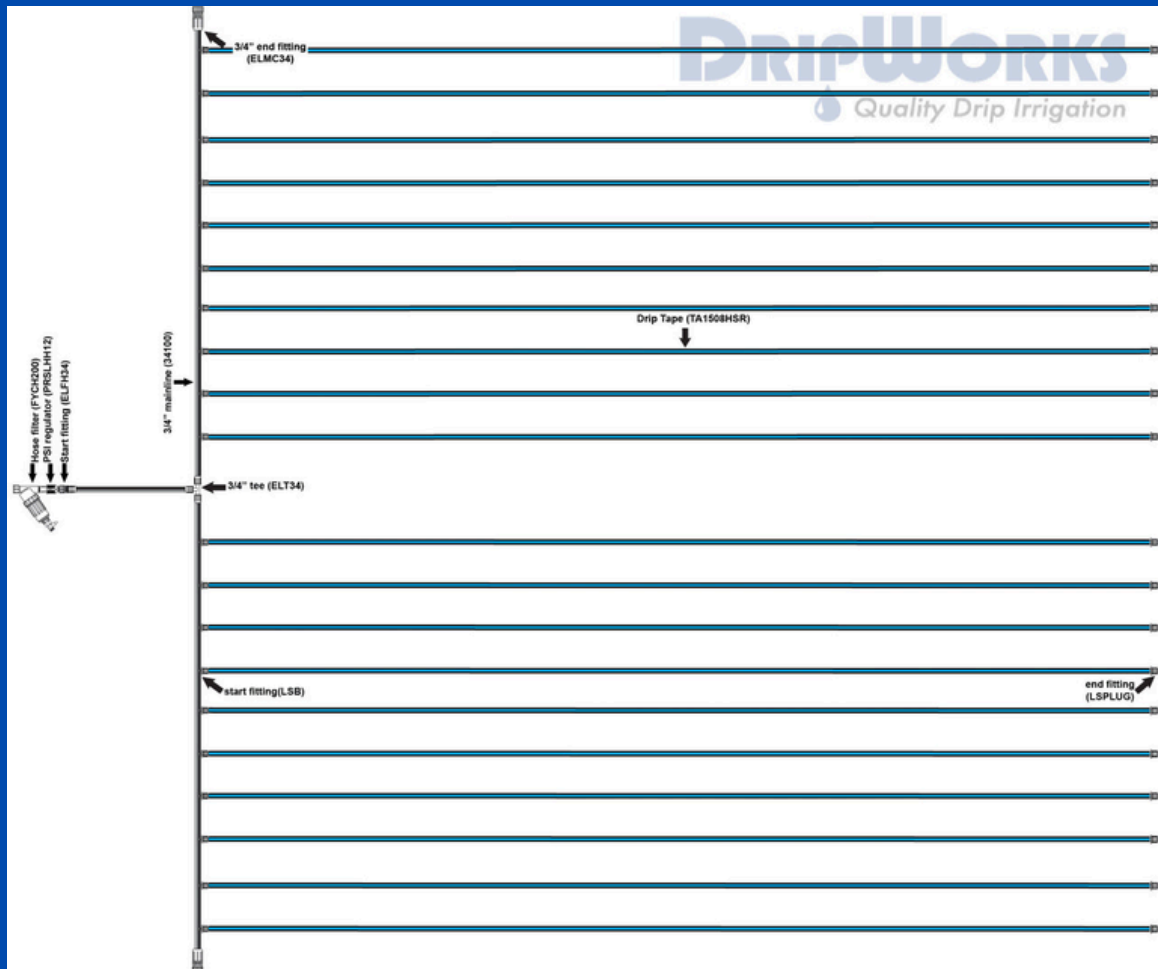 DRIPWORKS
Quality Drip Irrigation
3/4" end fitting
(ELMC34)
Drip Tape (TA1508HSR)
3/4" mainline (34100)
Hose filter (FYCH200)
PSI regulator (PRSLHH12)
Start fitting (ELFH34)
3/4" tee (ELT34)
start fitting(LSB)
end fitting
(LSPLUG)